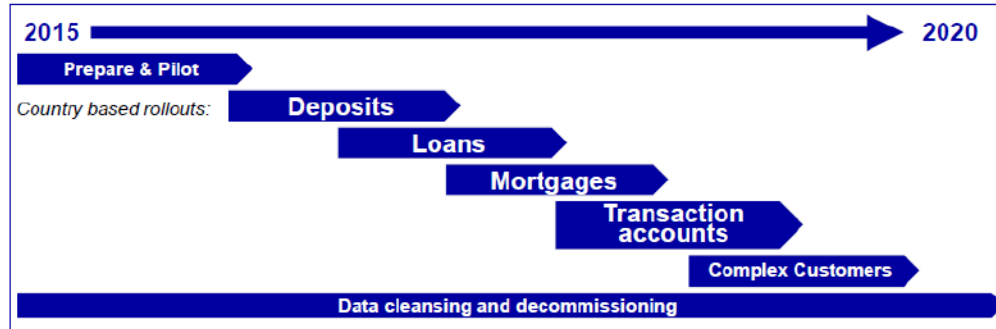 2015 2020
Prepare & Pilot
Country based rollouts: Deposits
Loans
Mortgages
Transaction
accounts
Complex Customers
Data cleansing and decommissioning